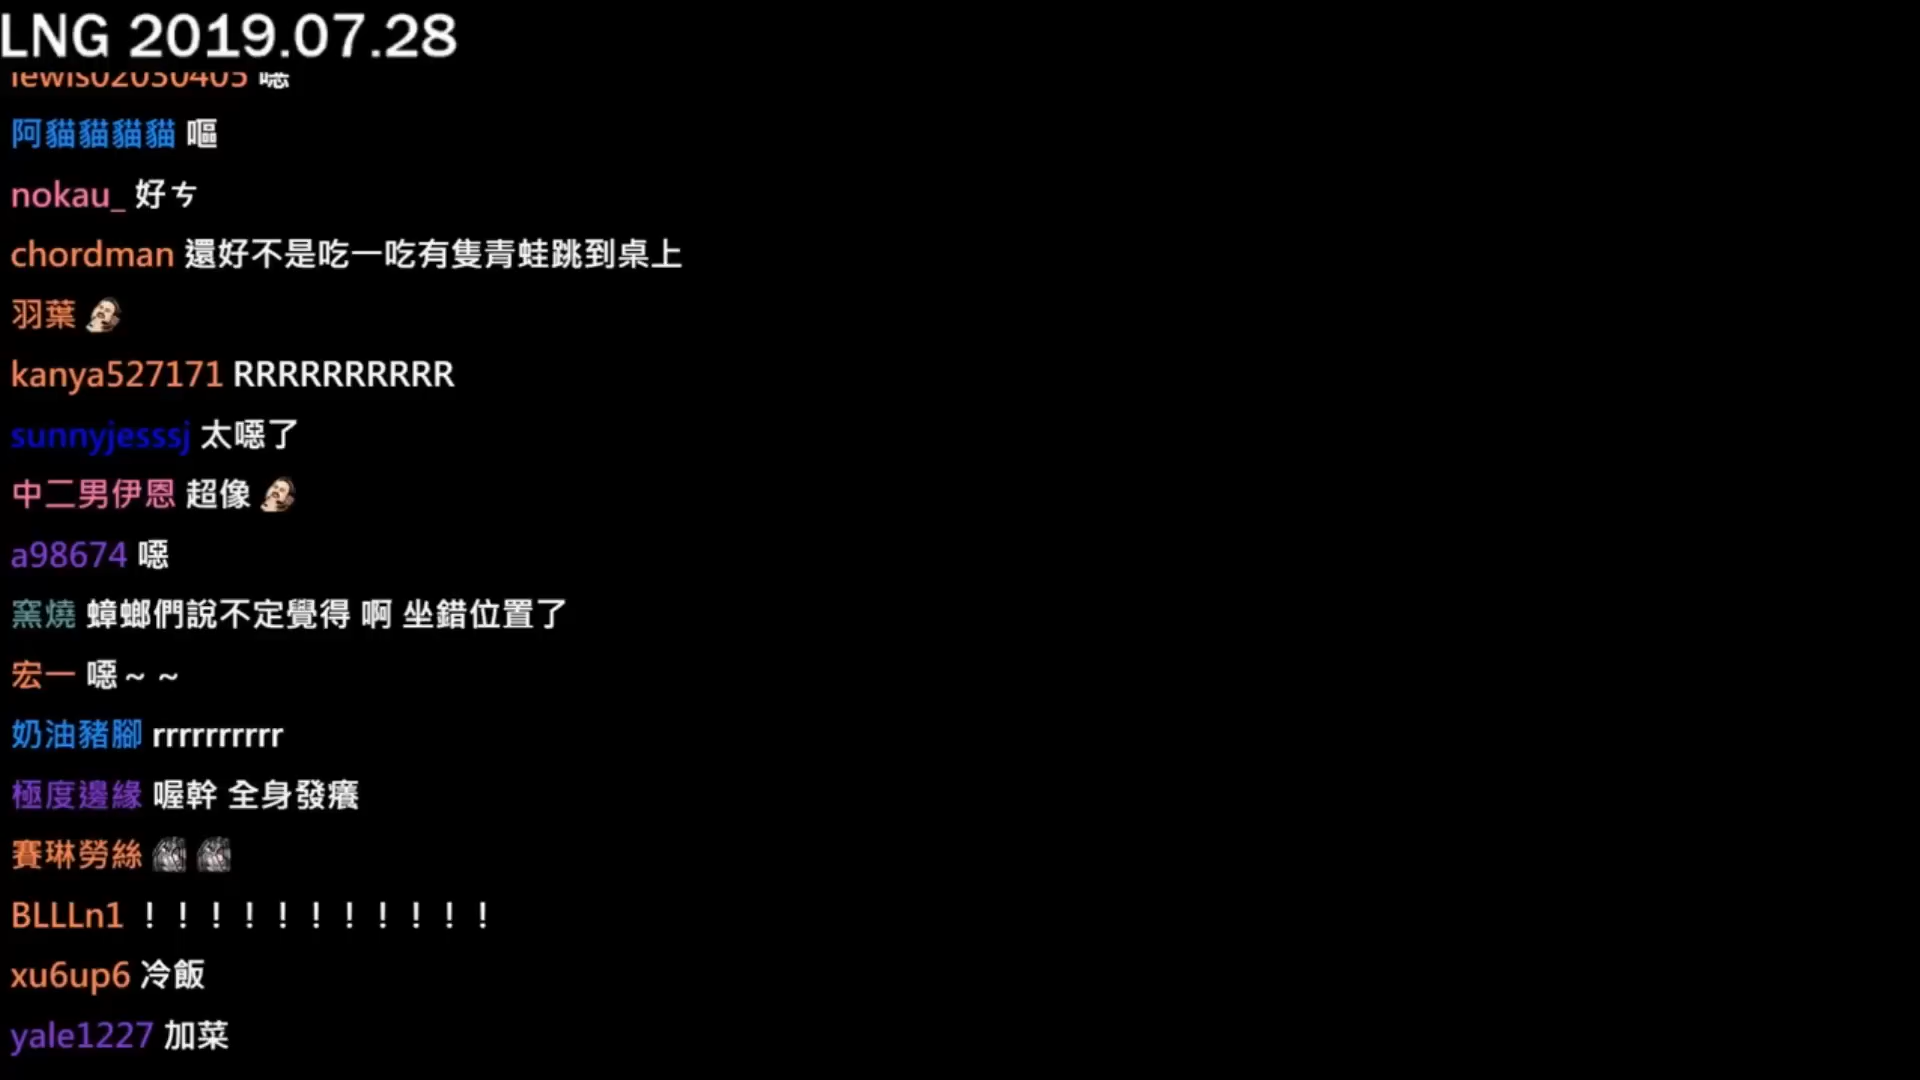 LNG 2019.07.28
lewis02030405 噁
阿貓貓貓貓 嘔
nokau_ 好ㄘ
chordman 還好不是吃一吃有隻青蛙跳到桌上
羽葉
kanya527171 RRRRRRRRRR
sunnyjesssj 太噁了
中二男伊恩 超像
a98674 噁
窯燒 蟑螂們說不定覺得 啊 坐錯位置了
宏一 噁～～
奶油豬腳 rrrrrrrrrr
極度邊緣 喔幹 全身發癢
賽琳勞絲
BLLLn1 ！！！！！！！！！！！
xu6up6 冷飯
yale1227 加菜